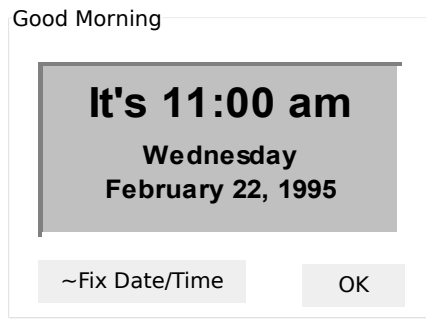 Good Morning
It's 11:00 am
Wednesday
February 22, 1995
~Fix Date/Time
OK